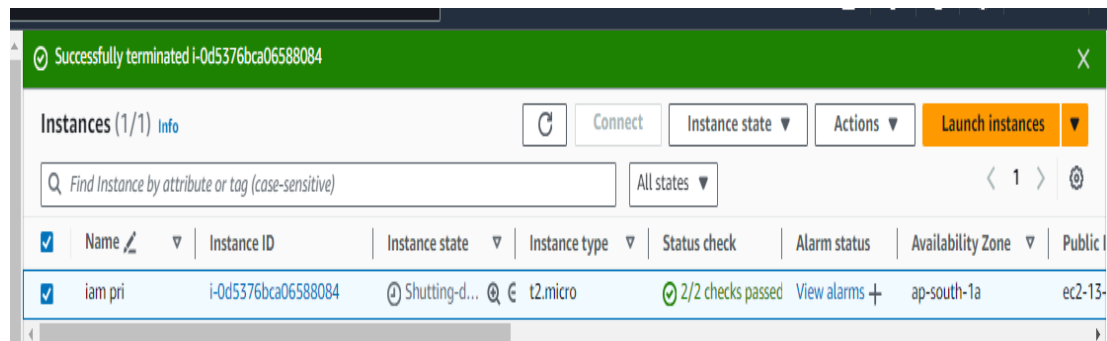 Successfully terminated i-0d5376bca06588084
Instances (1/1) Info
Connect
Instance state
Actions
Launch instances
Find Instance by attribute or tag (case-sensitive)
All states
1
Name Instance ID Instance state Instance type Status check Alarm status Availability Zone Public I
iam pri i-0d5376bca06588084 Shutting-d... t2.micro 2/2 checks passed View alarms + ap-south-1a ec2-13-